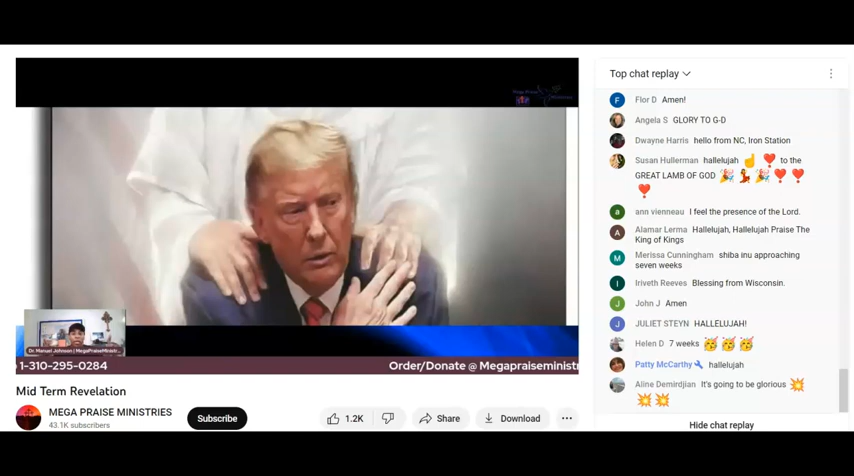 Top chat replay
Flor D Amen!
Angela S GLORY TO G-D
Dwayne Harris hello from NC, Iron Station
Susan Hullerman hallelujah ☝️ ❣️ to the
GREAT LAMB OF GOD 🎉 💃 🎉 ❣️ ❣️
❣️
ann vienneau I feel the presence of the Lord.
Alamar Lerma Hallelujah, Hallelujah Praise The
King of Kings
Merissa Cunningham shiba inu approaching
seven weeks
Iriveth Reeves Blessing from Wisconsin.
John J Amen
JULIET STEYN HALLELUJAH!
Helen D 7 weeks 🥳 🥳 🥳
Patty McCarthy hallelujah
Aline Demirdjian It's going to be glorious 💥
💥 💥
Hide chat replay
Dr. Manuel Johnson | MegaPraiseMinistr...
1-310-295-0284 Order/Donate @ Megapraiseministr
Mid Term Revelation
MEGA PRAISE MINISTRIES
43.1K subscribers
Subscribe
1.2K
Share
Download